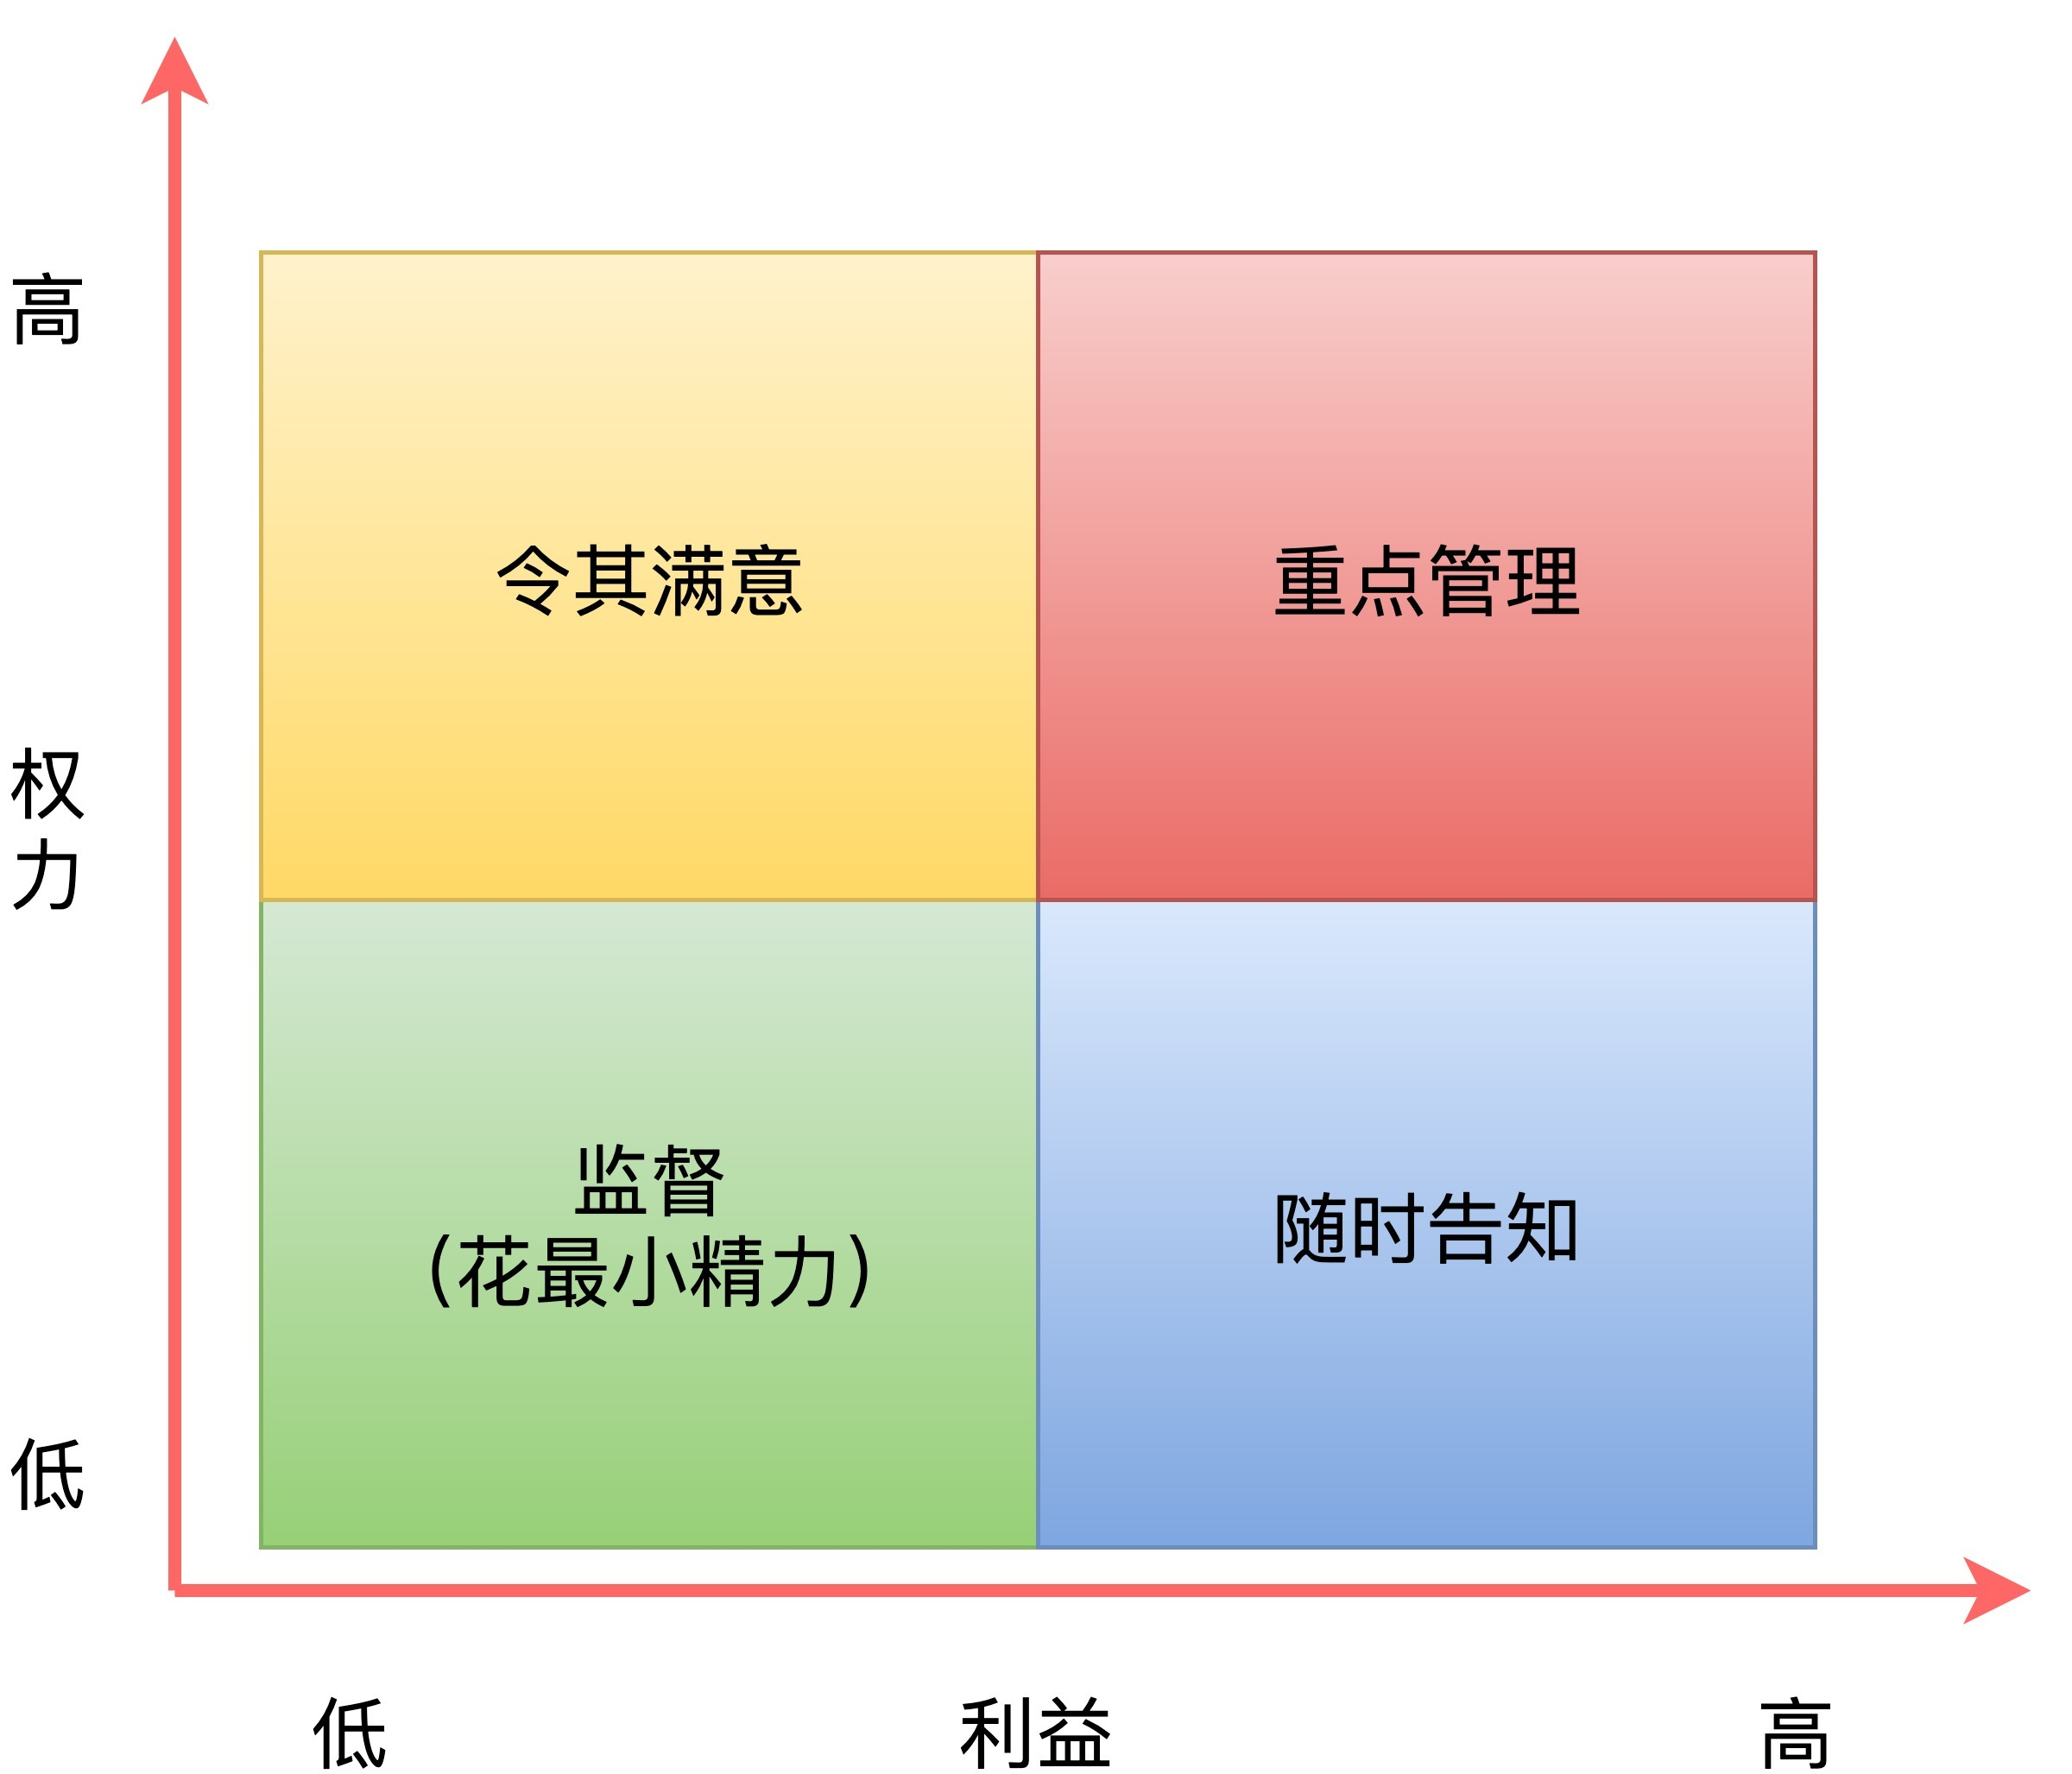 高
令其满意
重点管理
权
力
监督
(花最小精力)
随时告知
低
低
利益
高